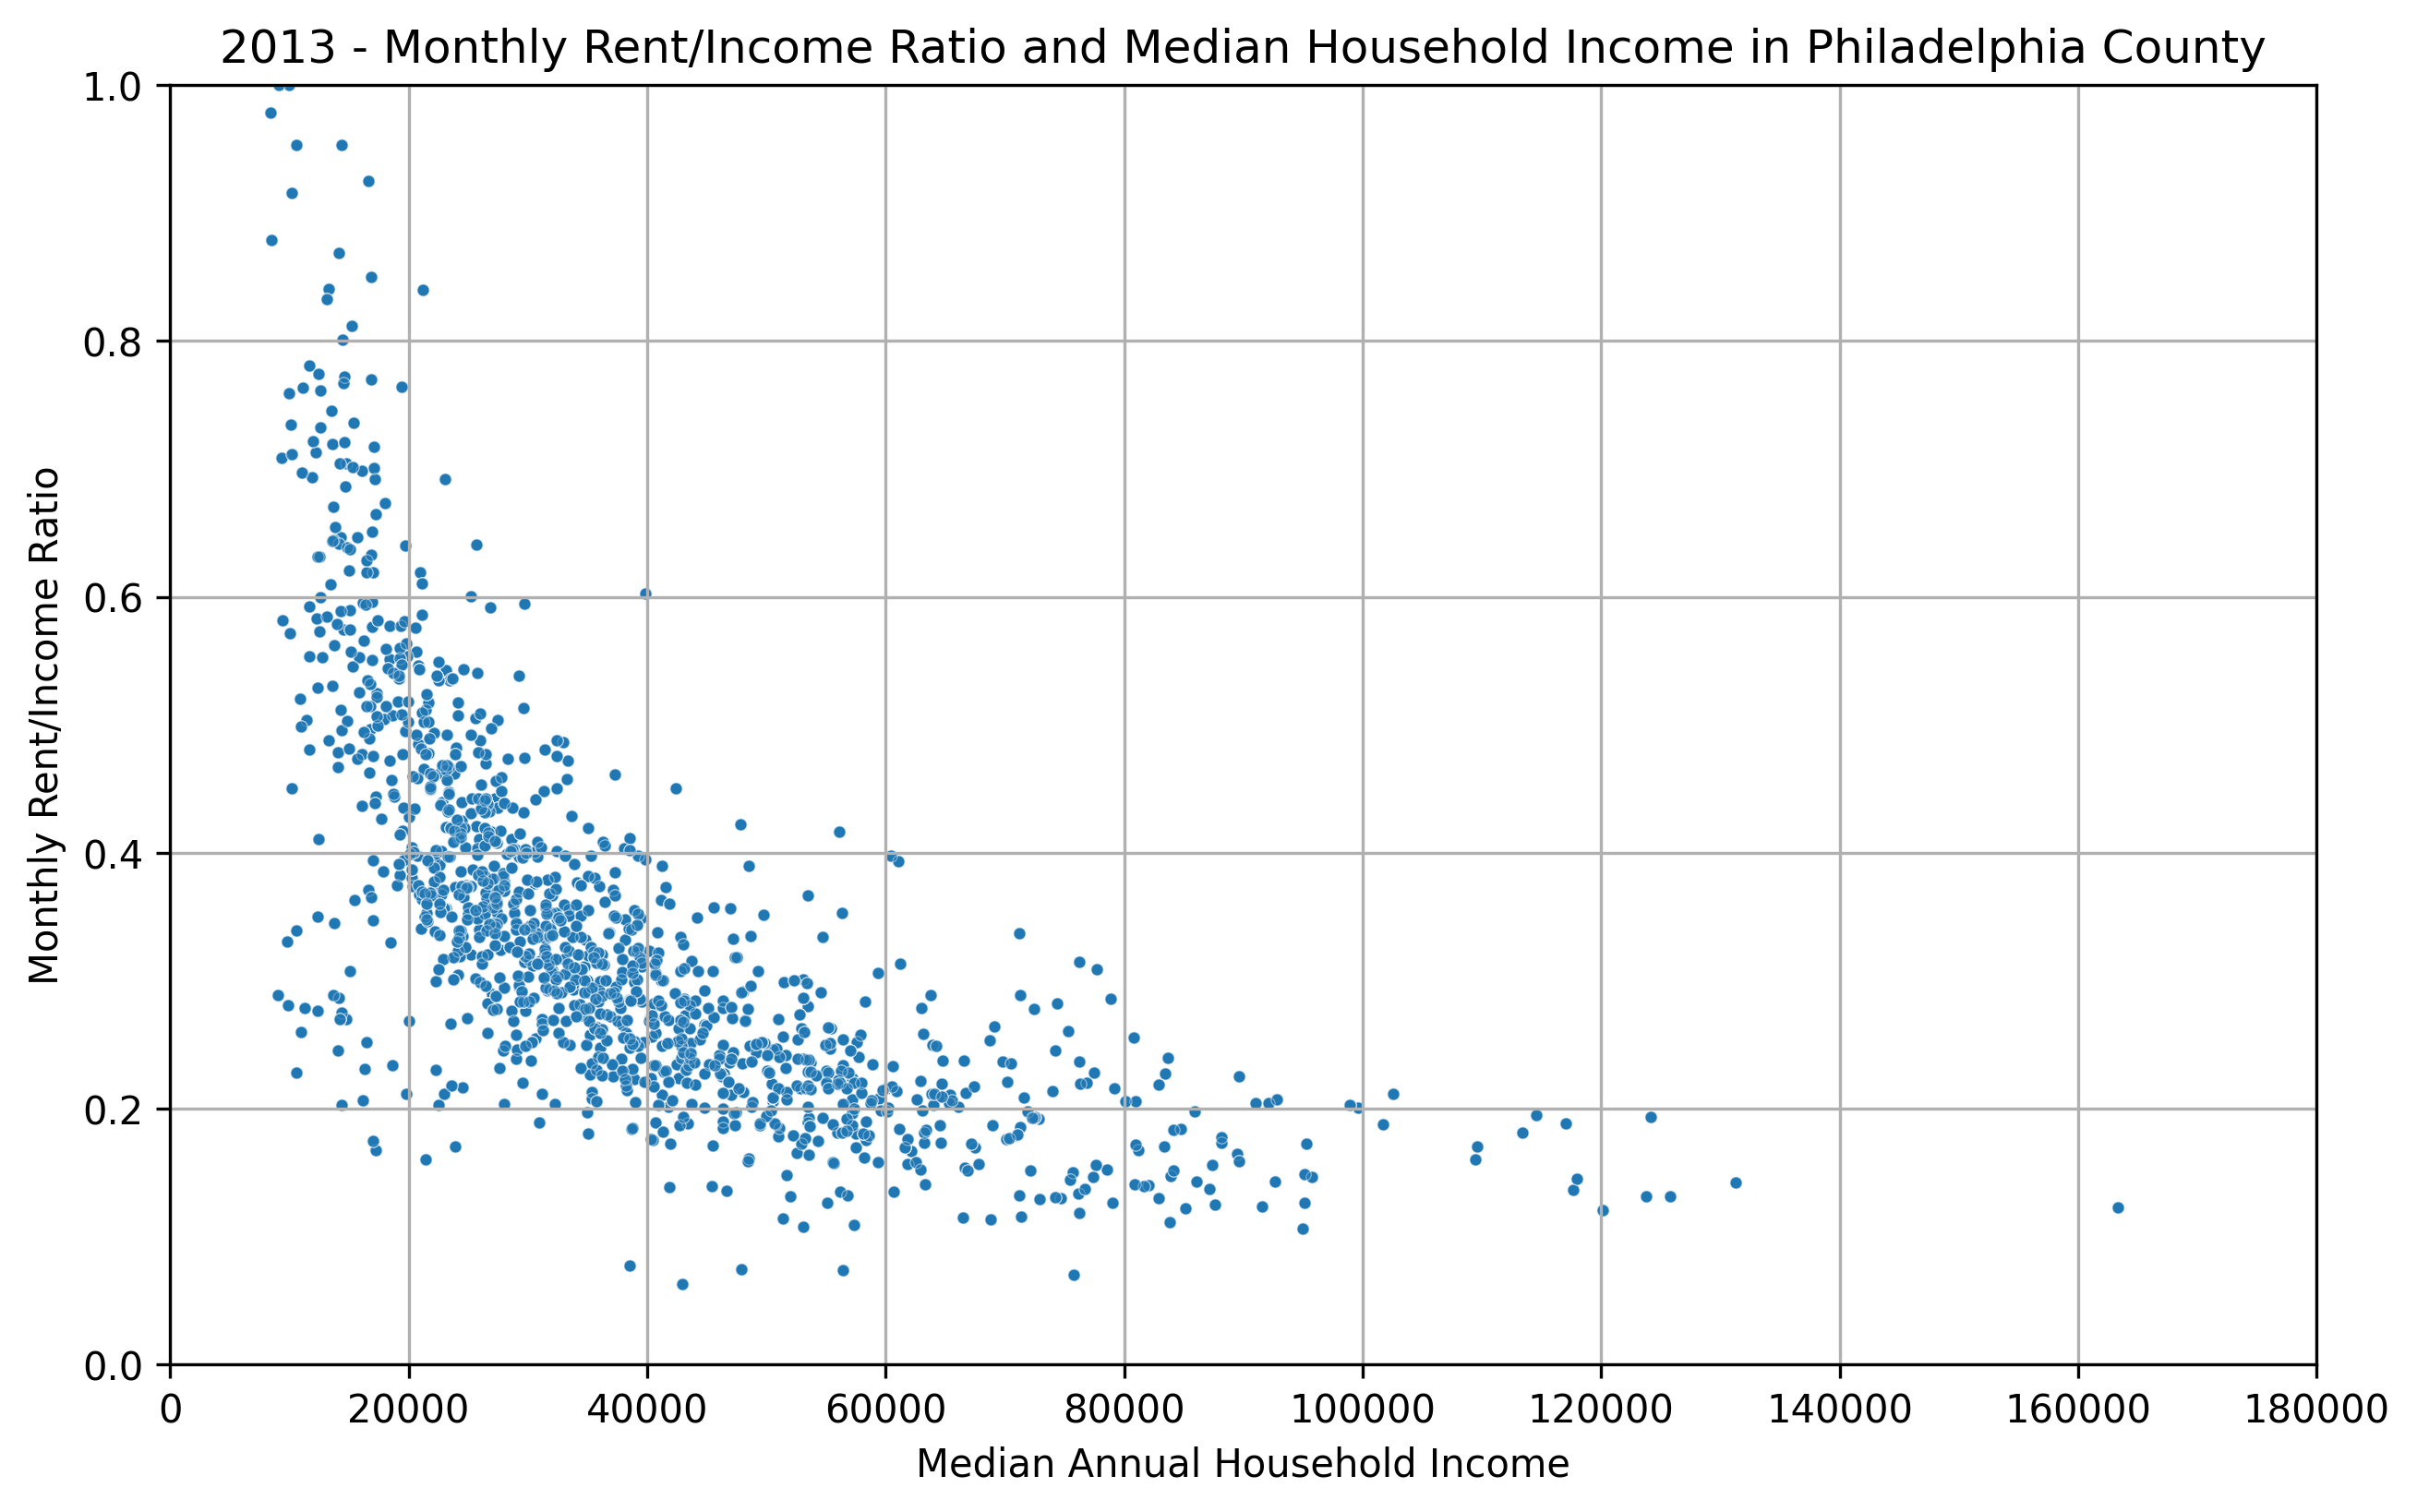 2013 - Monthly Rent/Income Ratio and Median Household Income in Philadelphia County
1.0
0.8
0.6
0.4
0.2
0.0
Monthly Rent/Income Ratio
0 20000 40000 60000 80000 100000 120000 140000 160000 180000
Median Annual Household Income